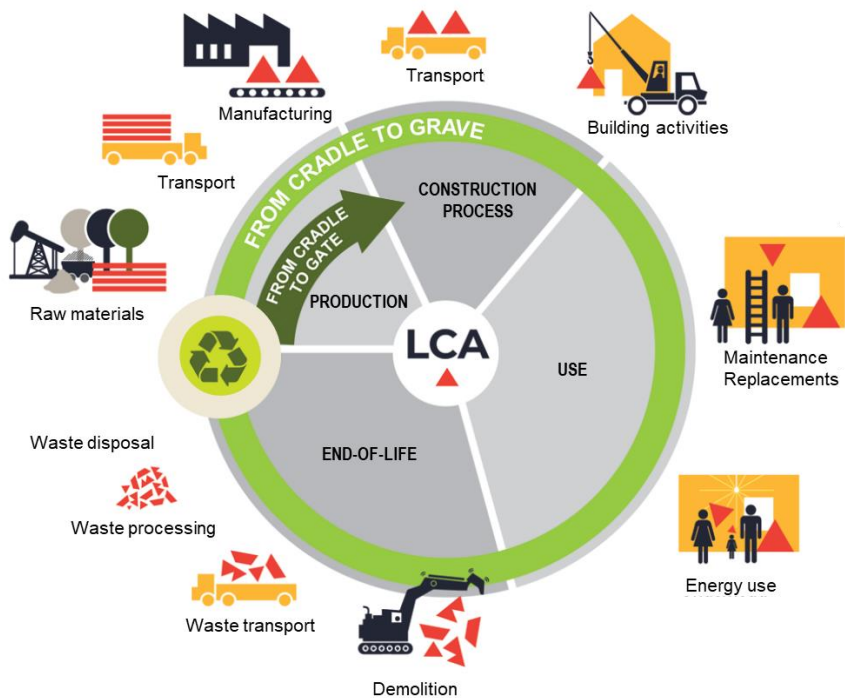 Transport
Manufacturing
Building activities
Transport
FROM CRADLE TO GRAVE
CONSTRUCTION
PROCESS
FROM CRADLE
TO GATE
PRODUCTION
Raw materials
LCA
USE
Maintenance
Replacements
END-OF-LIFE
Waste disposal
Waste processing
Energy use
Waste transport
Demolition